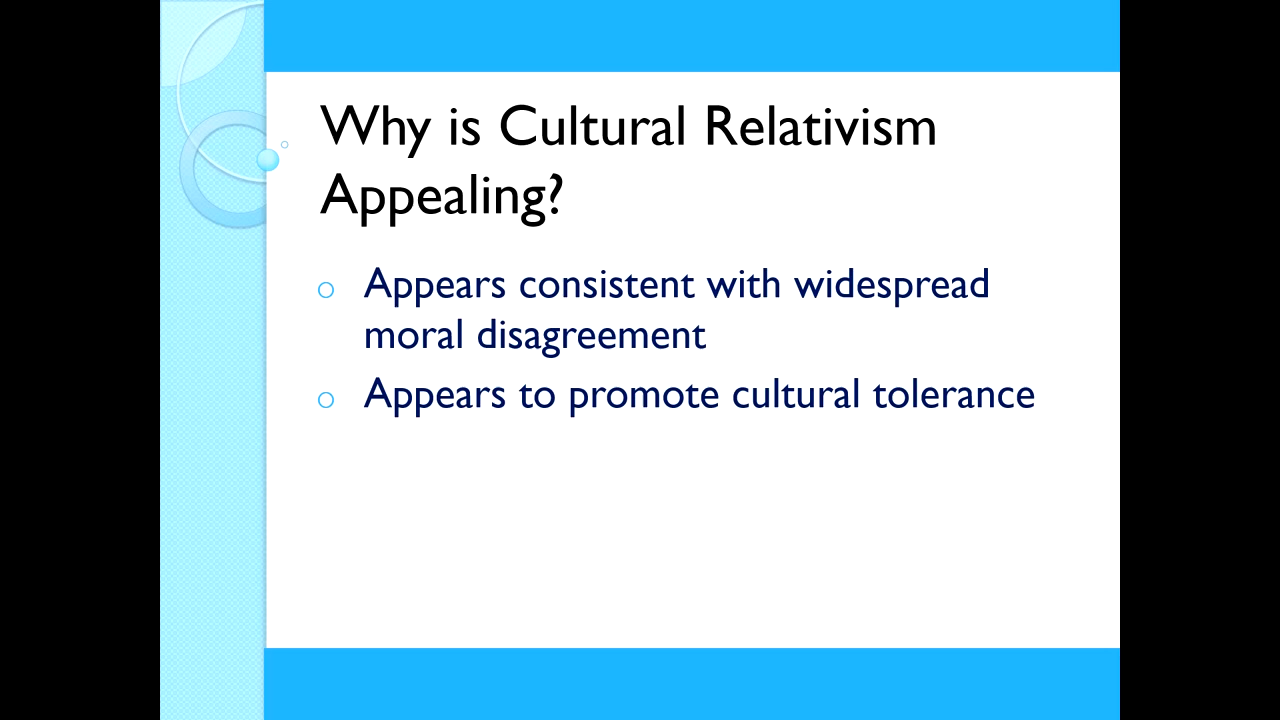 Why is Cultural Relativism
Appealing?
o Appears consistent with widespread
moral disagreement
o Appears to promote cultural tolerance